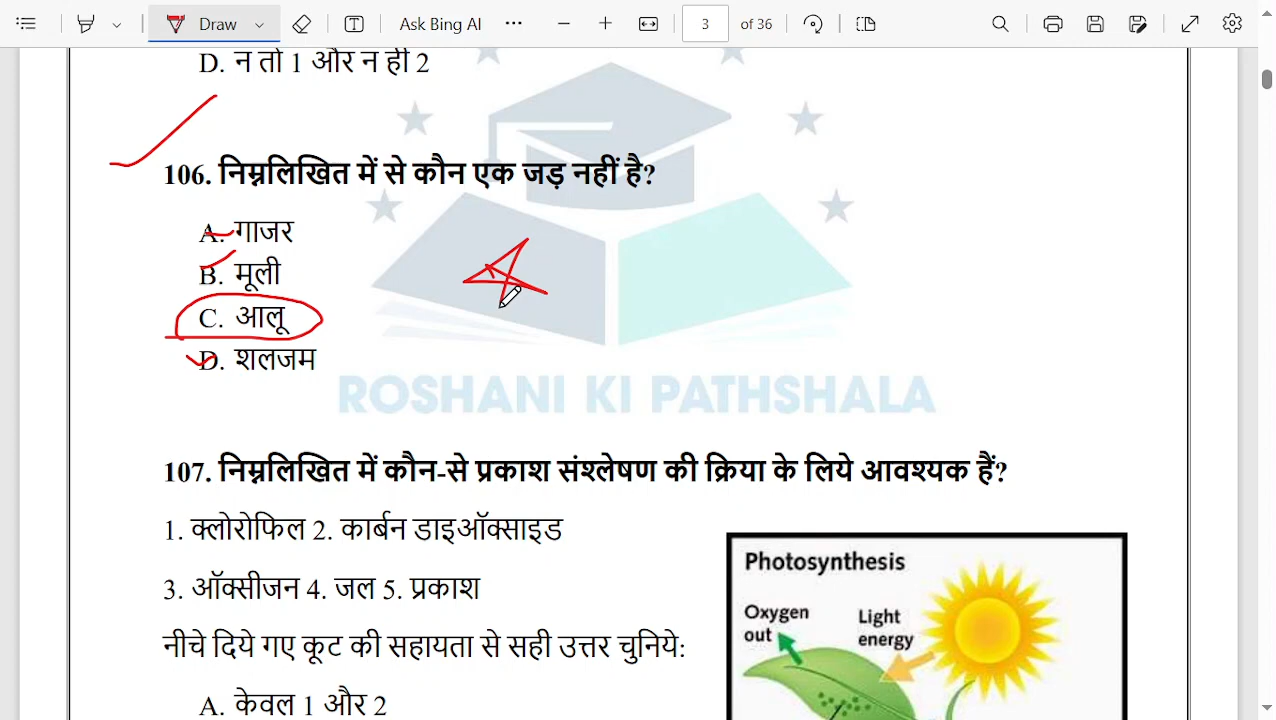 Draw
Ask Bing AI
3 of 36
D. न तो 1 और न ही 2
106. निम्नलिखित में से कौन एक जड़ नहीं है?
A. गाजर
B. मूली
C. आलू
D. शलजम
ROSHANI KI PATHSHALA
107. निम्नलिखित में कौन-से प्रकाश संश्लेषण की क्रिया के लिये आवश्यक हैं?
1. क्लोरोफिल 2. कार्बन डाइऑक्साइड
3. ऑक्सीजन 4. जल 5. प्रकाश
नीचे दिये गए कूट की सहायता से सही उत्तर चुनिये:
A. केवल 1 और 2
Photosynthesis
Oxygen
out
Light
energy